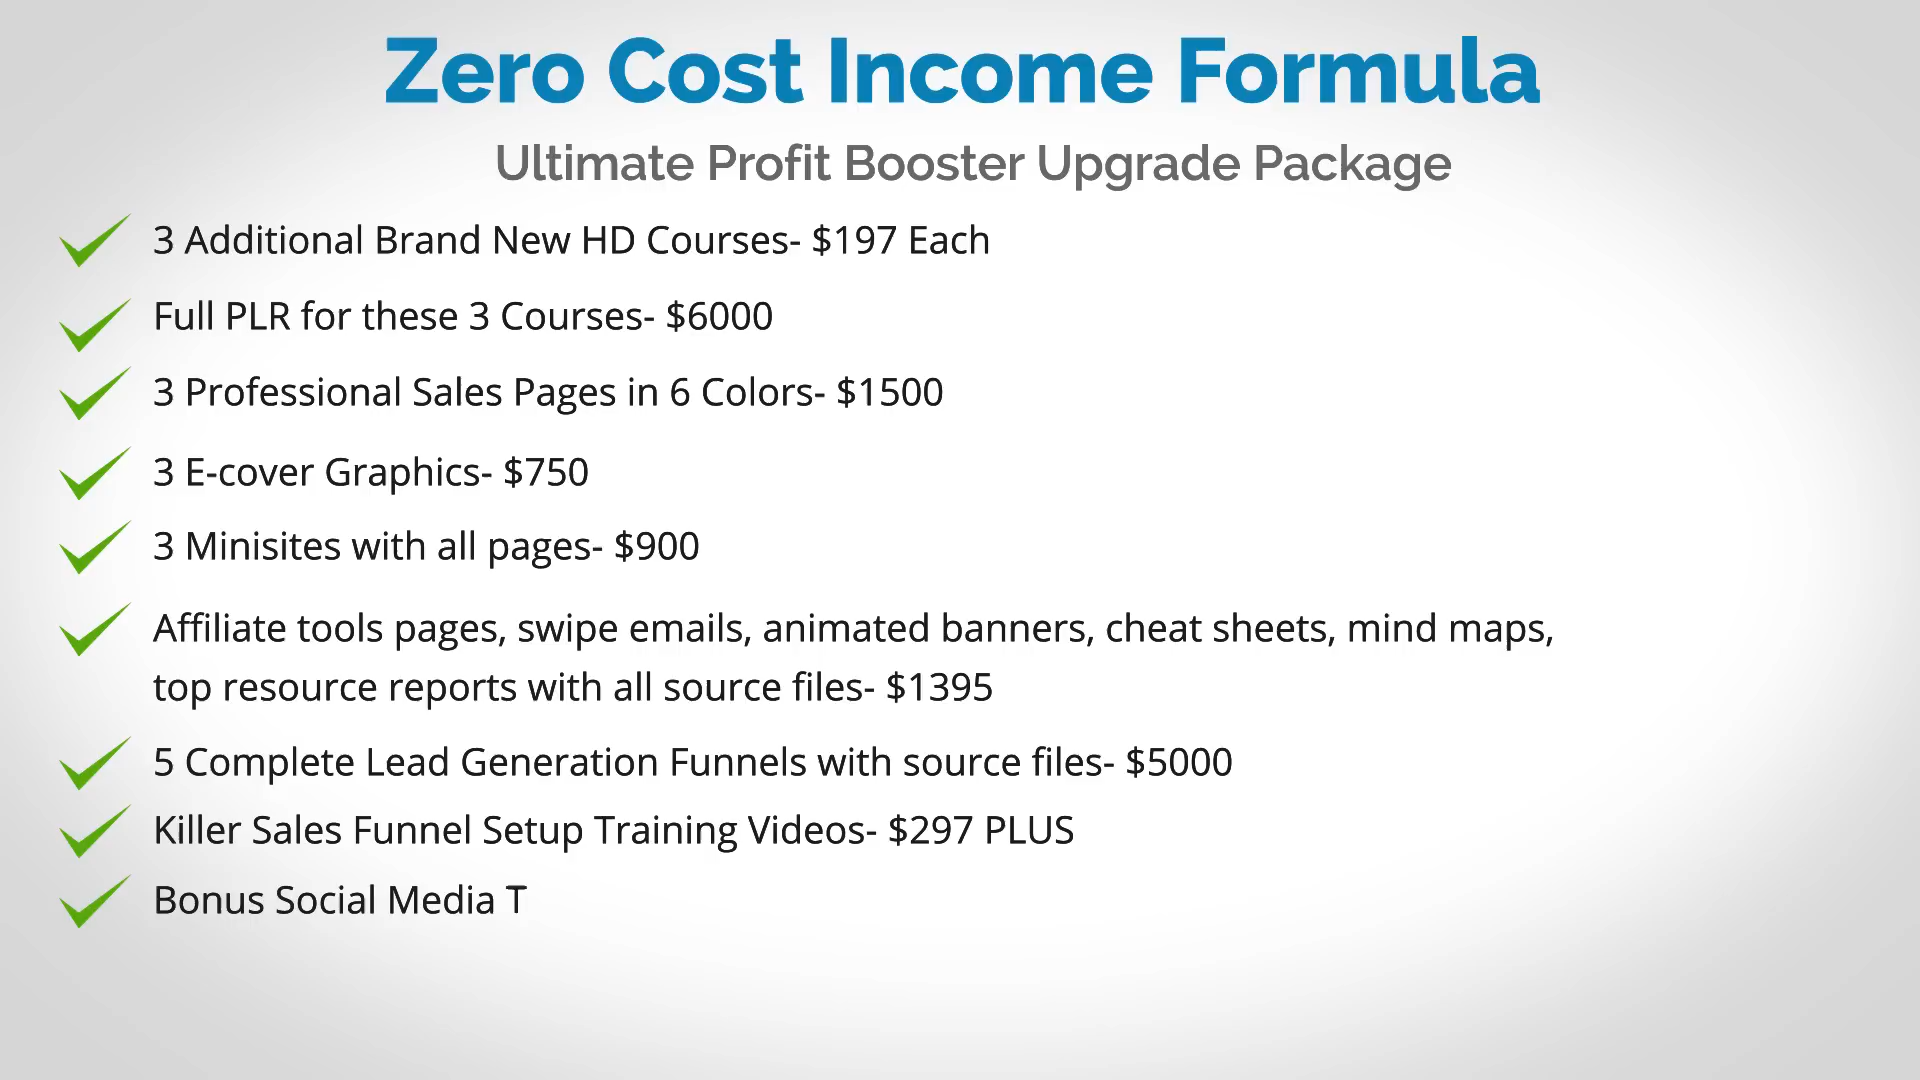 Zero Cost Income Formula
Ultimate Profit Booster Upgrade Package
3 Additional Brand New HD Courses- $197 Each
Full PLR for these 3 Courses- $6000
3 Professional Sales Pages in 6 Colors- $1500
3 E-cover Graphics- $750
3 Minisites with all pages- $900
Affiliate tools pages, swipe emails, animated banners, cheat sheets, mind maps,
top resource reports with all source files- $1395
5 Complete Lead Generation Funnels with source files- $5000
Killer Sales Funnel Setup Training Videos- $297 PLUS
Bonus Social Media T